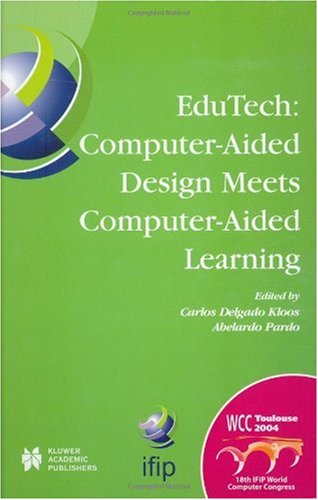 EduTech:
Computer-Aided
Design Meets
Computer-Aided
Learning
Edited by
Carlos Delgado Kloos
Abelardo Pardo
KLUWER
ACADEMIC
PUBLISHERS
ifip
WCC Toulouse
2004
18th IFIP World
Computer Congress